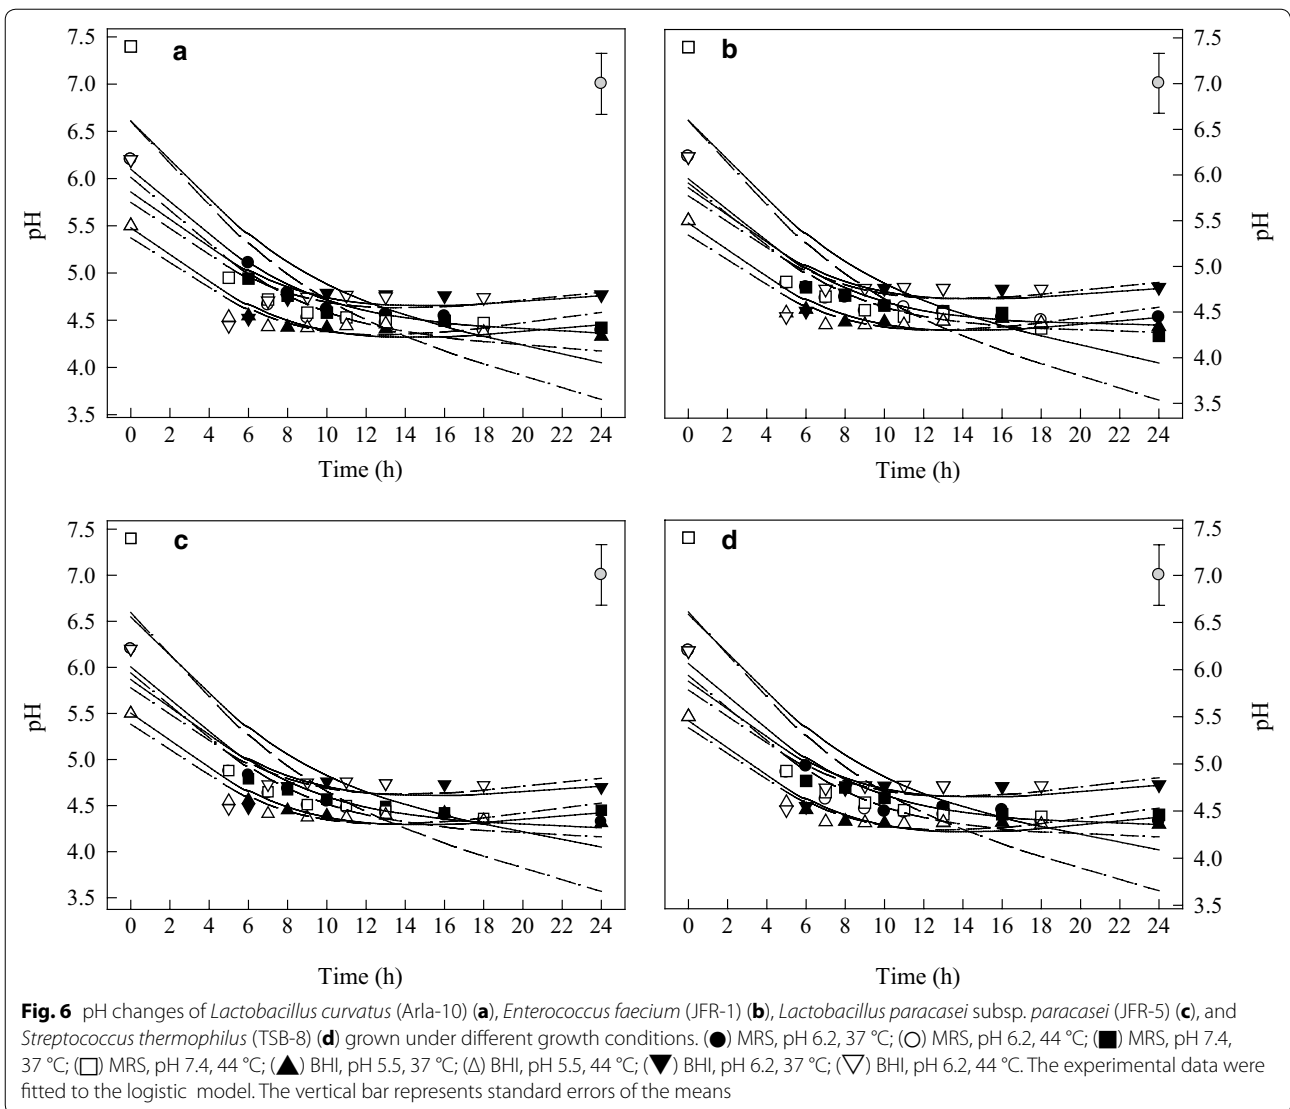 a
7.5
7.0
6.5
6.0
5.5
5.0
4.5
4.0
3.5
pH
0 2 4 6 8 10 12 14 16 18 20 22 24
Time (h)
b
7.5
7.0
6.5
6.0
5.5
5.0
4.5
4.0
3.5
pH
0 2 4 6 8 10 12 14 16 18 20 22 24
Time (h)
c
7.5
7.0
6.5
6.0
5.5
5.0
4.5
4.0
3.5
pH
0 2 4 6 8 10 12 14 16 18 20 22 24
Time (h)
d
7.5
7.0
6.5
6.0
5.5
5.0
4.5
4.0
3.5
pH
0 2 4 6 8 10 12 14 16 18 20 22 24
Time (h)
Fig. 6 pH changes of Lactobacillus curvatus (Arla-10) (a), Enterococcus faecium (JFR-1) (b), Lactobacillus paracasei subsp. paracasei (JFR-5) (c), and
Streptococcus thermophilus (TSB-8) (d) grown under different growth conditions. (●) MRS, pH 6.2, 37 °C; (○) MRS, pH 6.2, 44 °C; (■) MRS, pH 7.4,
37 °C; (□) MRS, pH 7.4, 44 °C; (▲) BHI, pH 5.5, 37 °C; (△) BHI, pH 5.5, 44 °C; (▼) BHI, pH 6.2, 37 °C; (▽) BHI, pH 6.2, 44 °C. The experimental data were
fitted to the logistic model. The vertical bar represents standard errors of the means